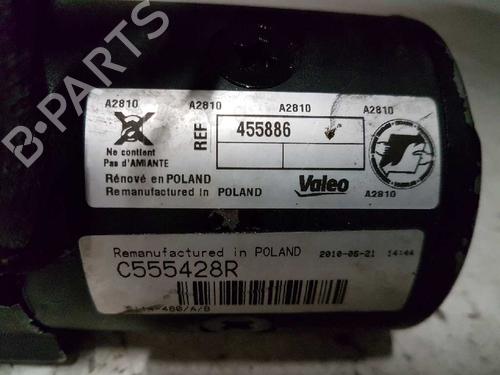 B-PARTS
A2810 A2810 A2810 A2810
REF 455886
Ne contient
Pas d'AMIANTE
Rénové en POLAND
Remanufactured in POLAND
Valeo
A2810
Remanufactured in POLAND 2010-06-21 14:44
C555428R